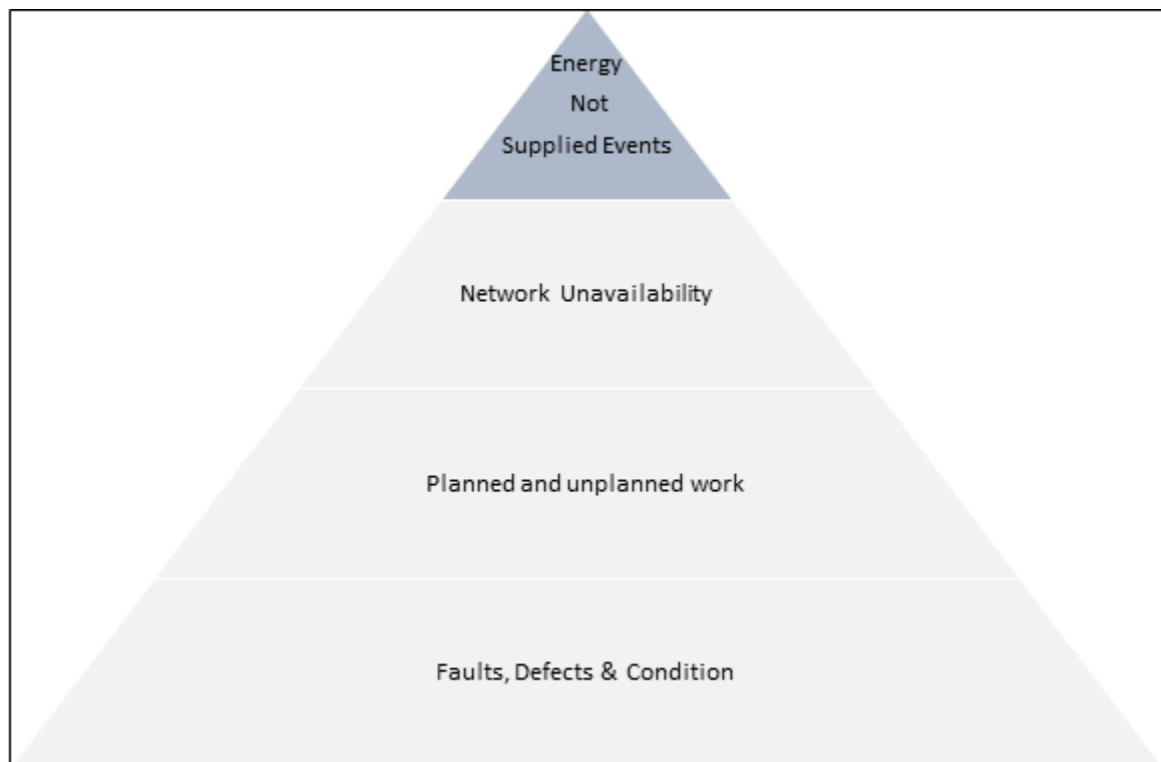 Energy
Not
Supplied Events
Network Unavailability
Planned and unplanned work
Faults, Defects & Condition